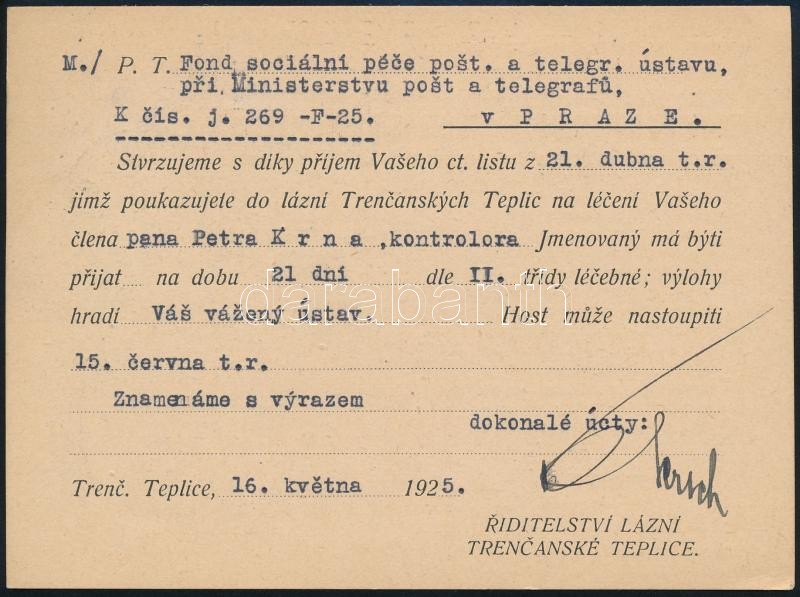 M./ P. T. Fond sociální péče pošt. a telegr. ústavu,
při Ministerstvu pošt a telegrafů,
K čís. j. 269 -F-25. v P R A Z E .
Stvrzujeme s díky příjem Vašeho ct. listu z 21. dubna t.r.
jímž poukazujete do lázní Trenčanských Teplic na léčení Vašeho
člena pana Petra K r n a ,kontrolora Jmenovaný má býti
přijat na dobu 21 dní dle II. třídy léčebné; výlohy
darabanth
hradí Váš vážený ústav. Host může nastoupiti
15. června t.r.
Znamenáme s výrazem
dokonalé úcty:
Trenč. Teplice, 16. května 1925.
ŘIDITELSTVÍ LÁZNÍ
TRENČANSKÉ TEPLICE.